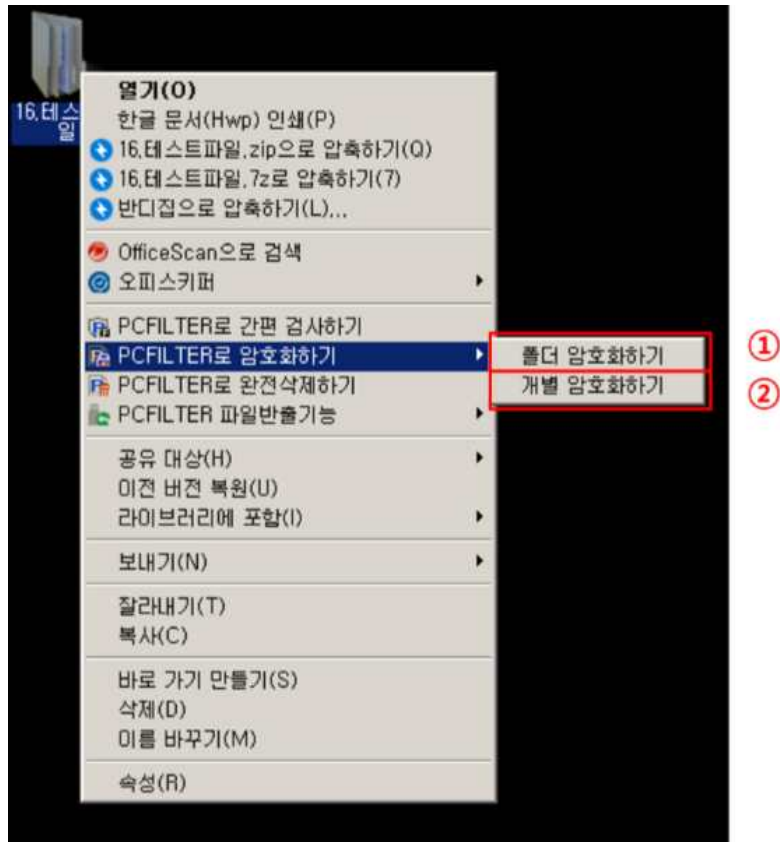 16.테스
일
열기(O)
한글 문서(Hwp) 인쇄(P)
16.테스트파일.zip으로 압축하기(Q)
16.테스트파일.7z로 압축하기(7)
반디집으로 압축하기(L)...
OfficeScan으로 검색
오피스키퍼
PCFILTER로 간편 검사하기
PCFILTER로 암호화하기
폴더 암호화하기
①
PCFILTER로 완전삭제하기
개별 암호화하기
②
PCFILTER 파일반출기능
공유 대상(H)
이전 버전 복원(U)
라이브러리에 포함(I)
보내기(N)
잘라내기(T)
복사(C)
바로 가기 만들기(S)
삭제(D)
이름 바꾸기(M)
속성(R)